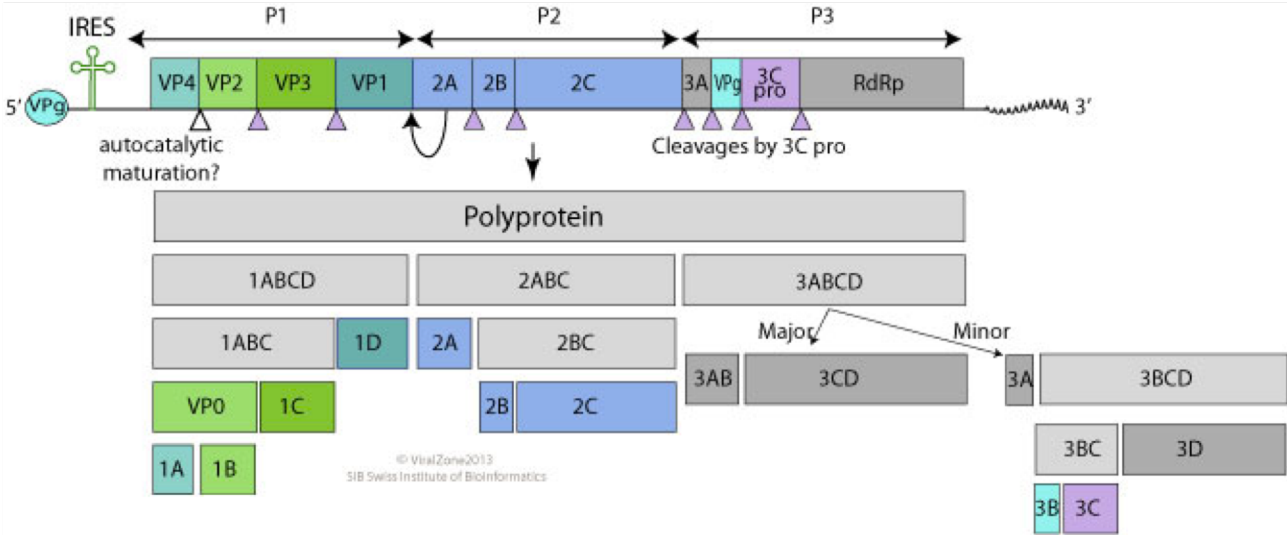 P1 P2 P3
IRES
5' VPg VP4 VP2 VP3 VP1 2A 2B 2C 3A VPg 3C pro RdRp 3'
autocatalytic
maturation?
Cleavages by 3C pro
Polyprotein
1ABCD 2ABC 3ABCD
Major Minor
1ABC 1D 2A 2BC
3AB 3CD 3A 3BCD
VP0 1C 2B 2C
3BC 3D
1A 1B
© ViralZone2013
SIB Swiss Institute of Bioinformatics
3B 3C